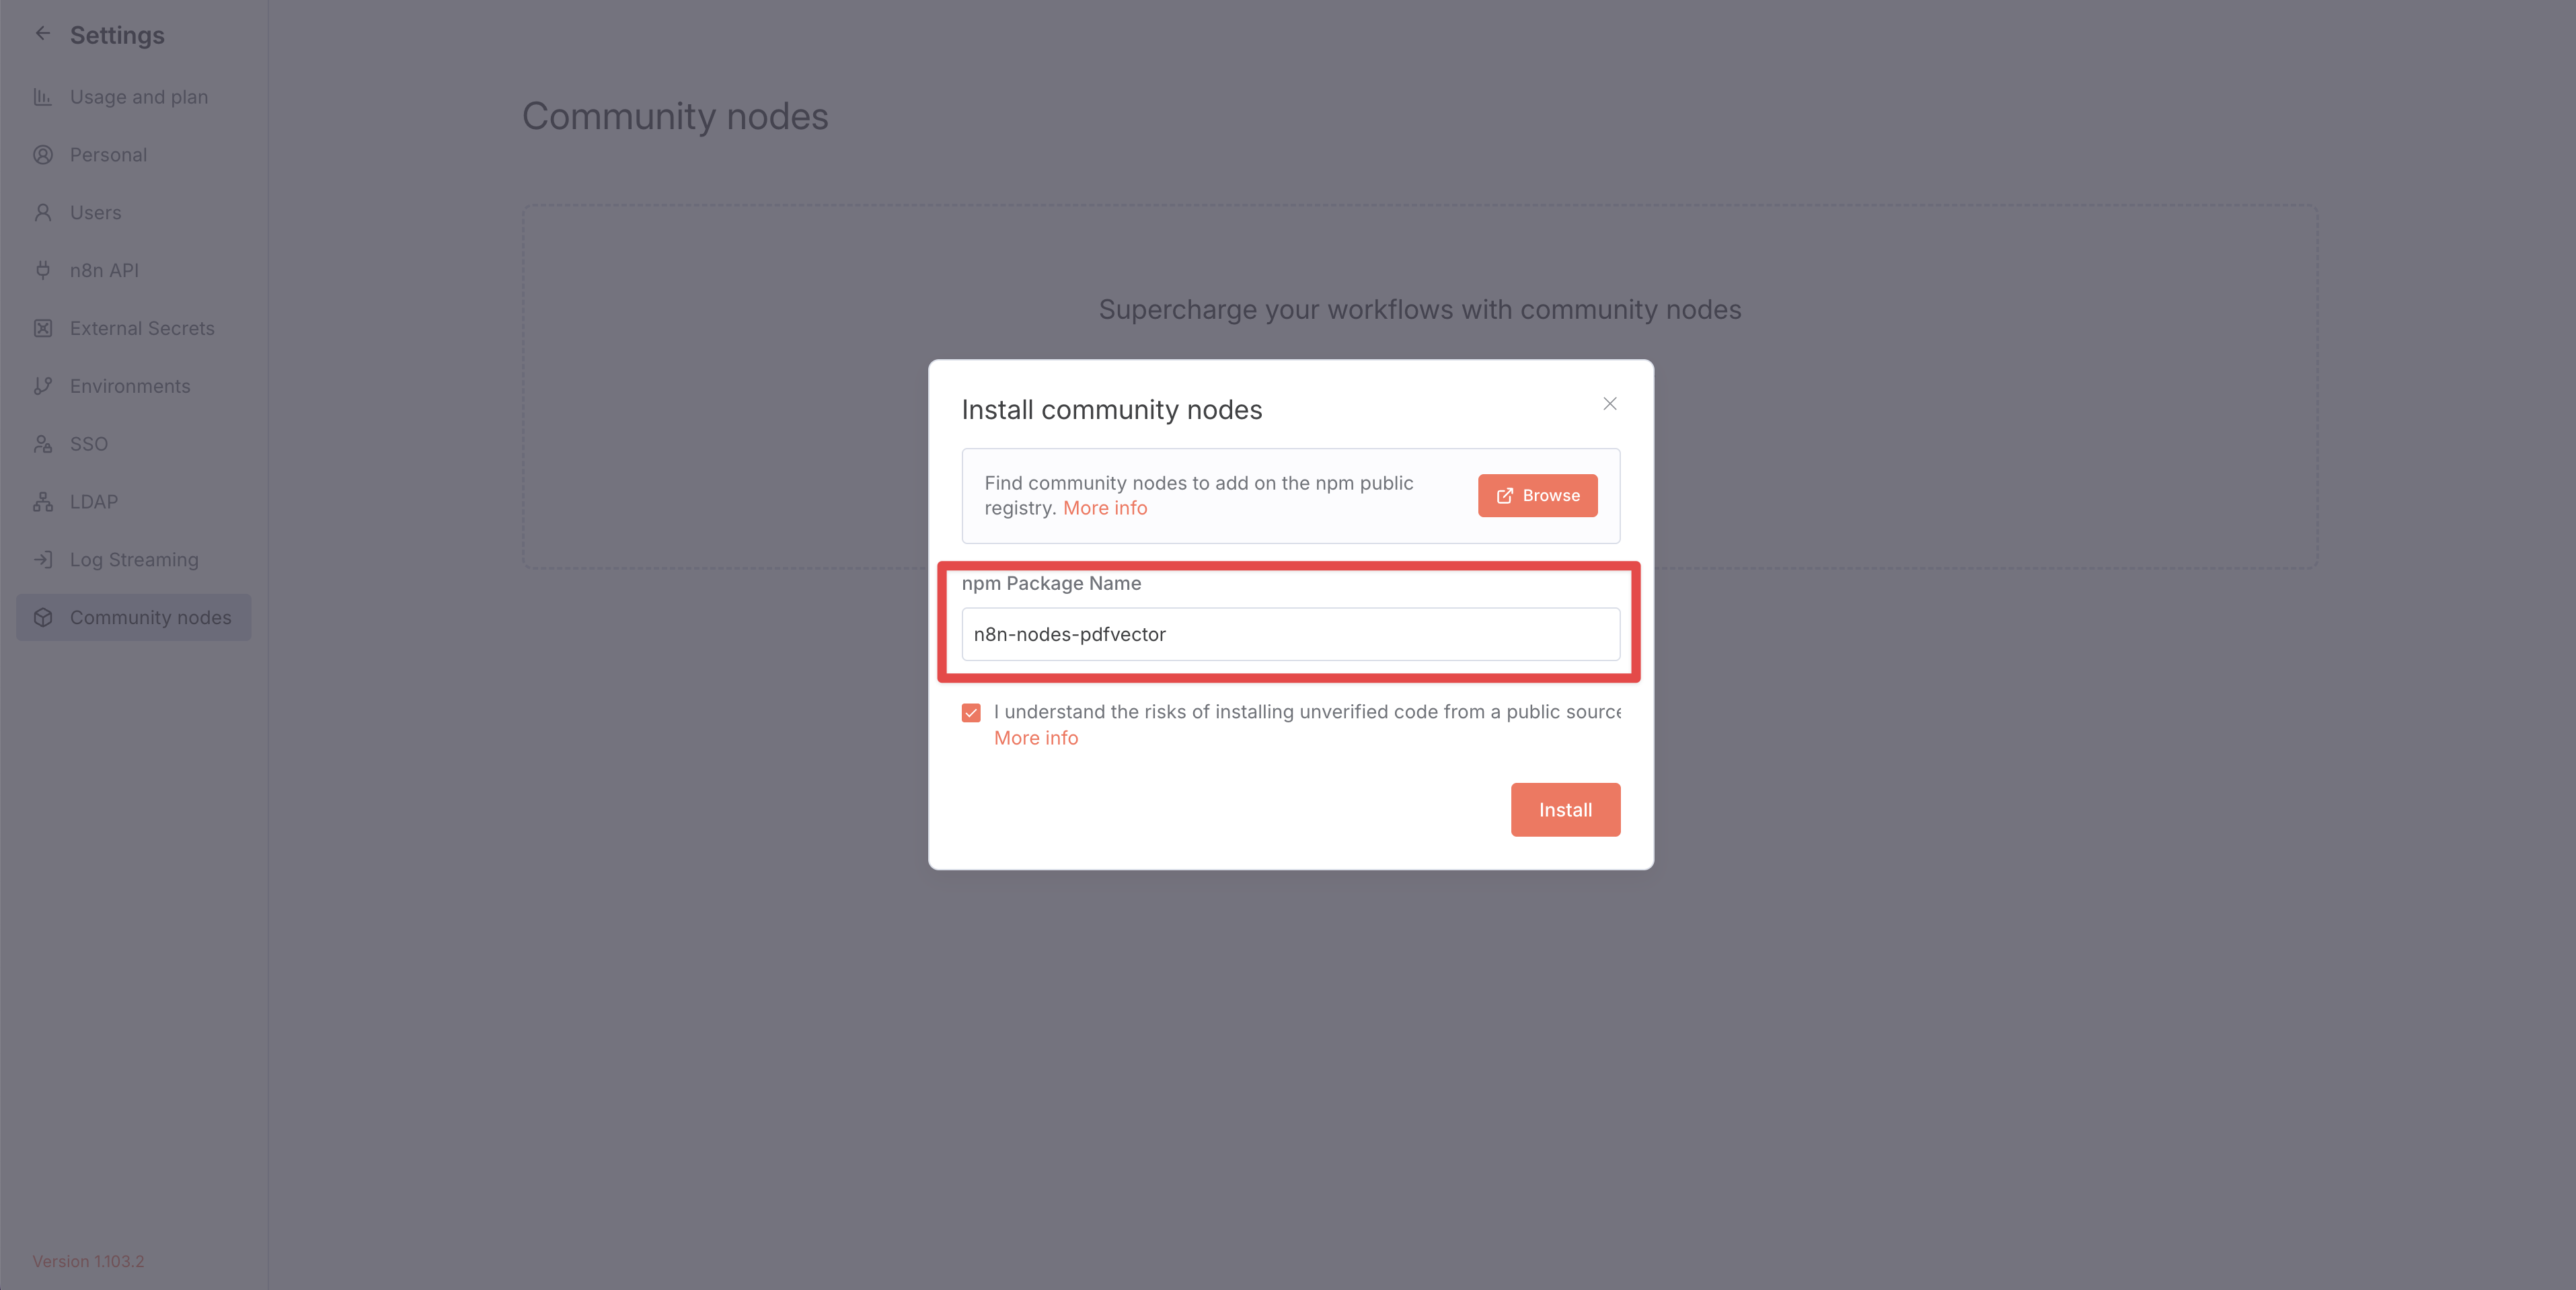 Settings
Usage and plan
Personal
Users
n8n API
External Secrets
Environments
SSO
LDAP
Log Streaming
Community nodes
Version 1.103.2
Community nodes
Supercharge your workflows with community nodes
Install community nodes
Find community nodes to add on the npm public
registry. More info
Browse
npm Package Name
n8n-nodes-pdfvector
I understand the risks of installing unverified code from a public source
More info
Install